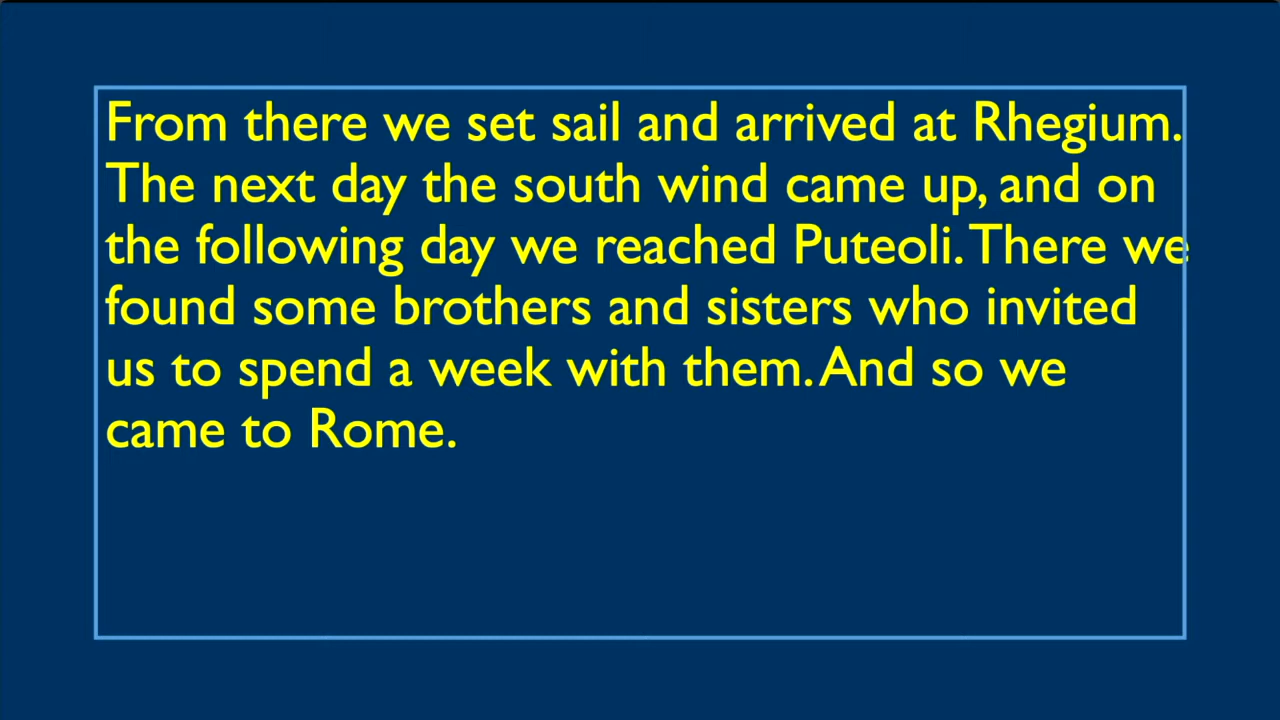 From there we set sail and arrived at Rhegium.
The next day the south wind came up, and on
the following day we reached Puteoli. There we
found some brothers and sisters who invited
us to spend a week with them. And so we
came to Rome.